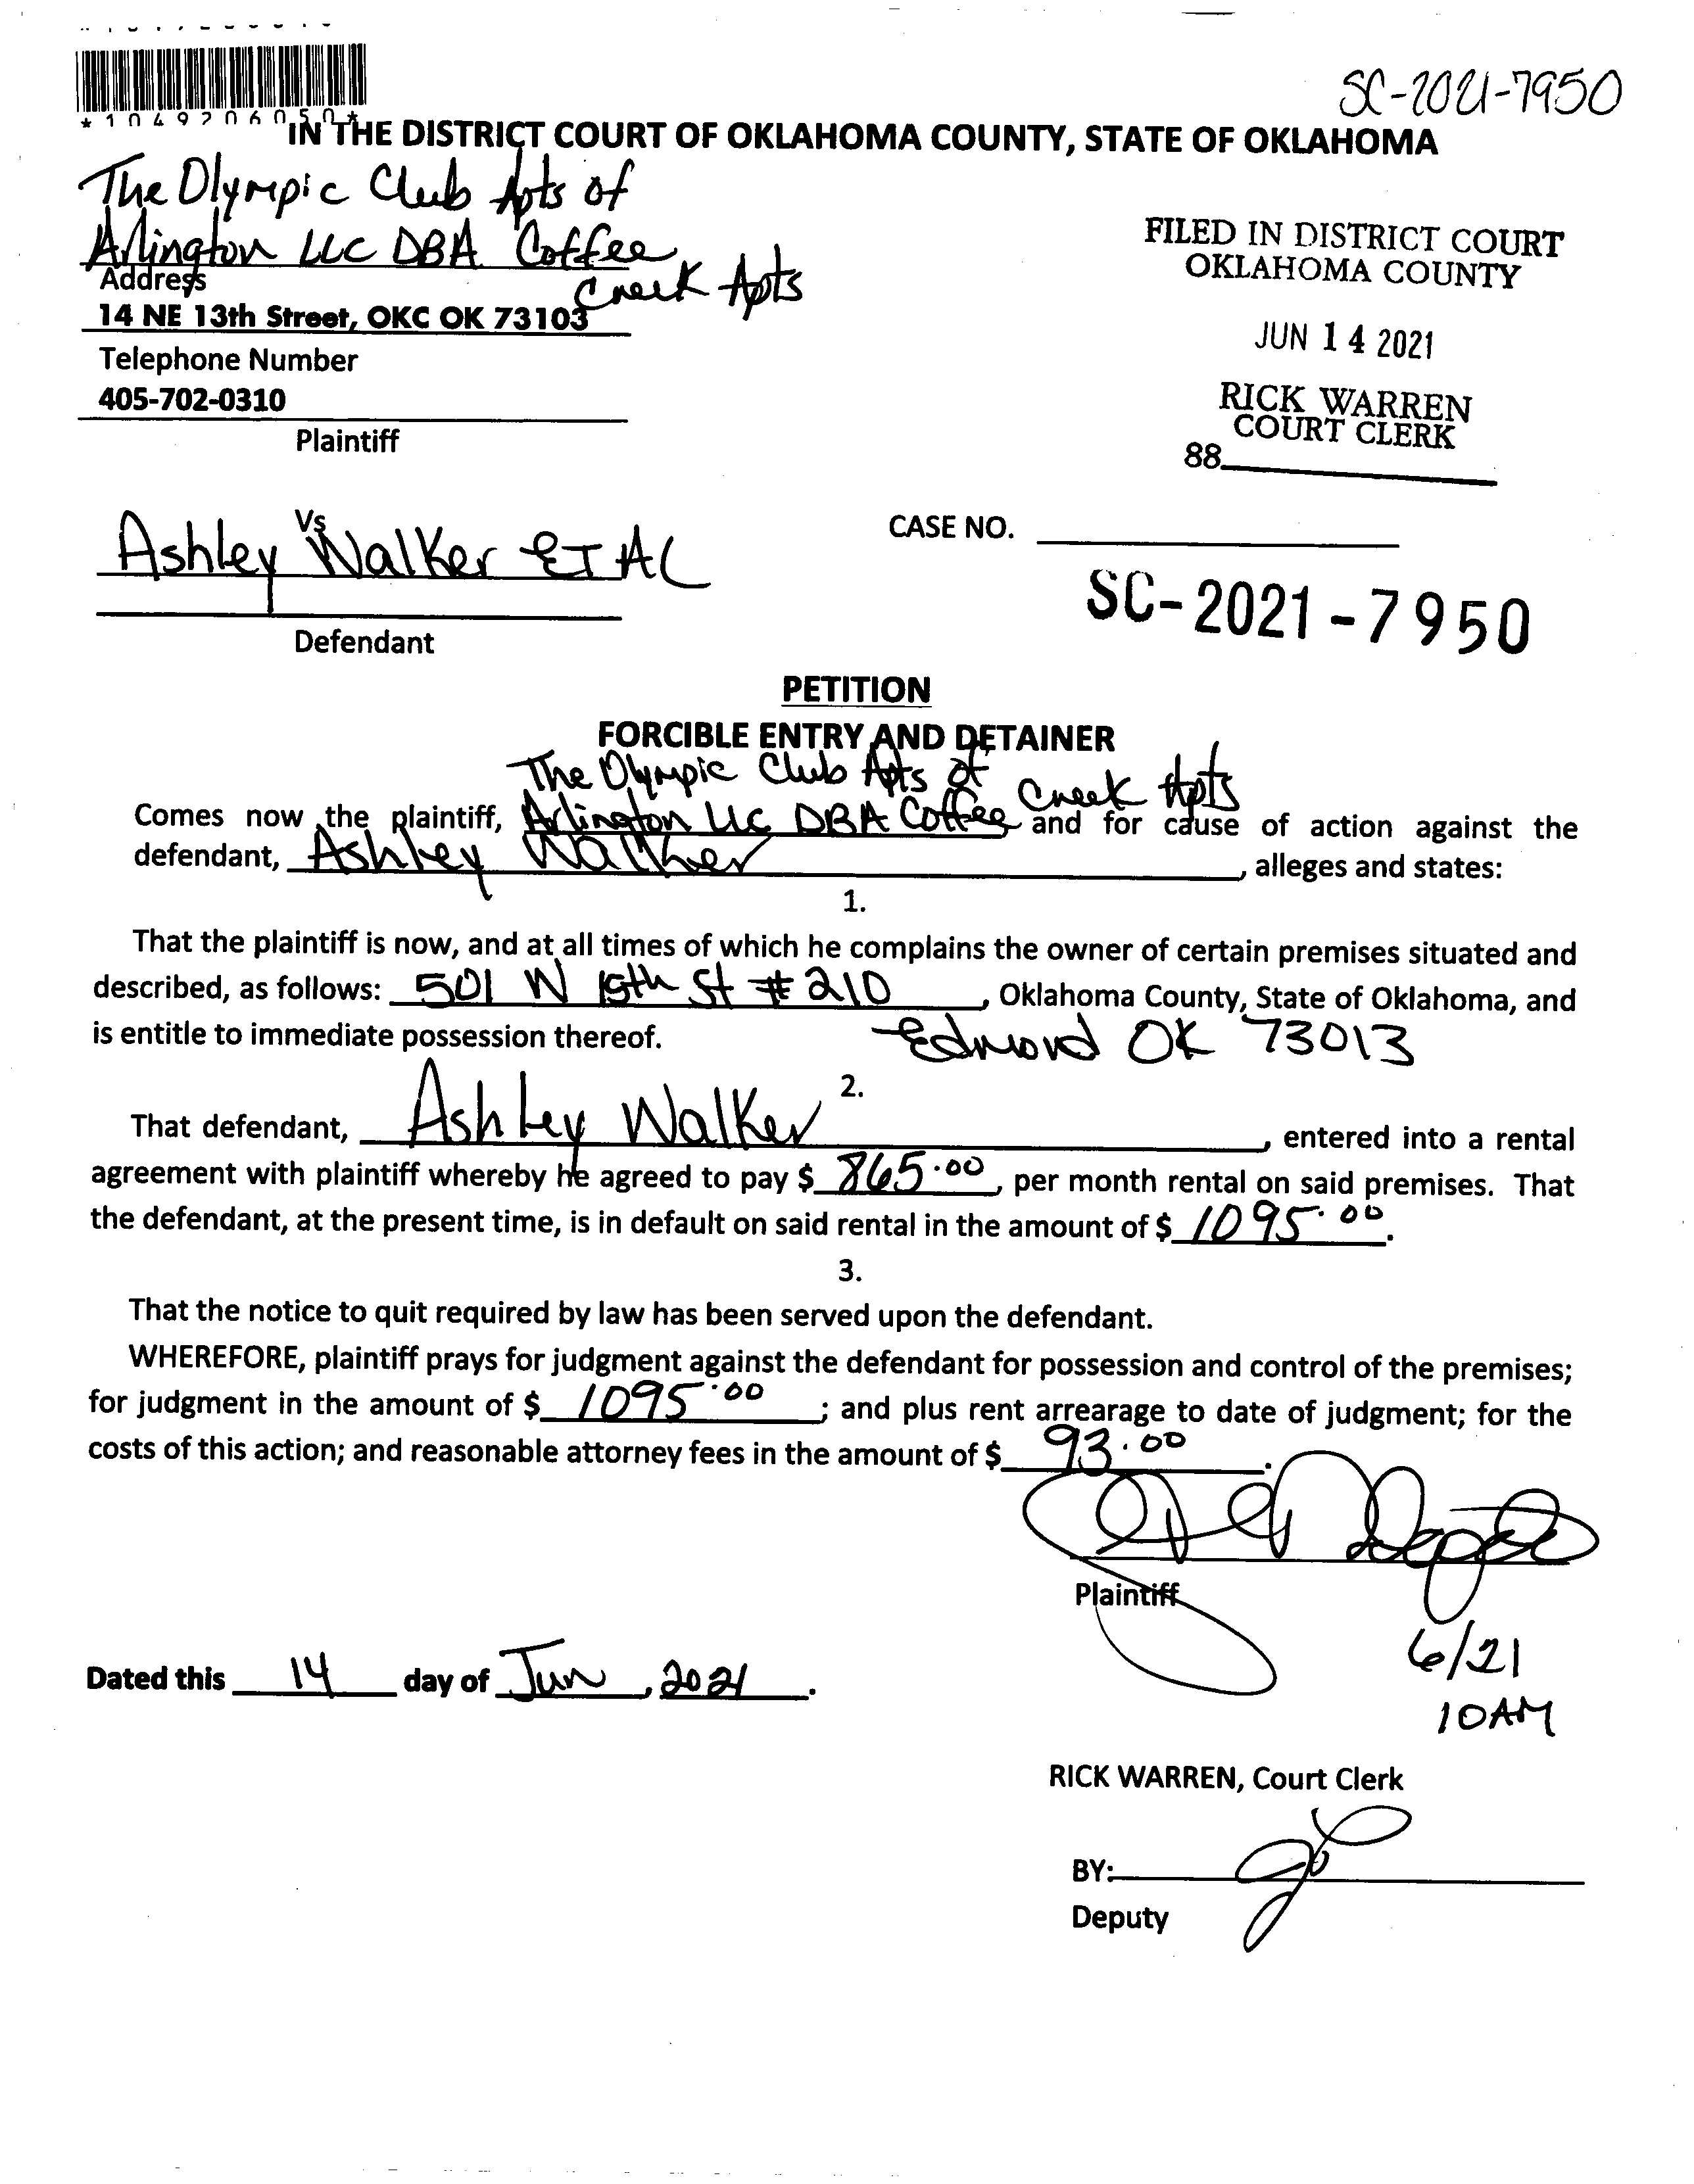 SC-2021-7950
*1049206050*
IN THE DISTRICT COURT OF OKLAHOMA COUNTY, STATE OF OKLAHOMA
The Olympic Club Apts of
Arlington LLC DBA Coffee
Creek Apts
Address
14 NE 13th Street, OKC OK 73103
Telephone Number
405-702-0310
Plaintiff
FILED IN DISTRICT COURT
OKLAHOMA COUNTY
JUN 14 2021
RICK WARREN
COURT CLERK
88
Vs
Ashley Walker ET AL
Defendant
CASE NO.
SC-2021-7950
PETITION
FORCIBLE ENTRY AND DETAINER
The Olympic Club Apts of
Comes now the plaintiff, Arlington LLC DBA Coffee Creek Apts and for cause of action against the
defendant, Ashley Walker, alleges and states:
1.
That the plaintiff is now, and at all times of which he complains the owner of certain premises situated and
described, as follows: 501 W 15th St #210, Oklahoma County, State of Oklahoma, and
is entitle to immediate possession thereof. Edmond OK 73013
2.
That defendant, Ashley Walker, entered into a rental
agreement with plaintiff whereby he agreed to pay $ 865.00, per month rental on said premises. That
the defendant, at the present time, is in default on said rental in the amount of $ 1095.00.
3.
That the notice to quit required by law has been served upon the defendant.
WHEREFORE, plaintiff prays for judgment against the defendant for possession and control of the premises;
for judgment in the amount of $ 1095.00; and plus rent arrearage to date of judgment; for the
costs of this action; and reasonable attorney fees in the amount of $ 93.00.
Plaintiff
6/21
10AM
Dated this 14 day of Jun, 2021.
RICK WARREN, Court Clerk
BY:
Deputy